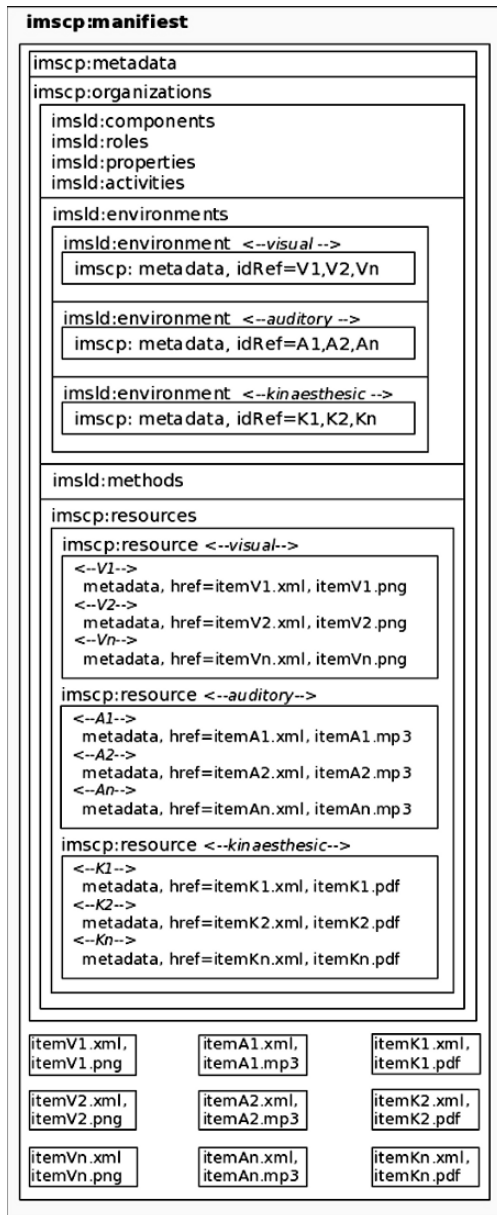 imscp:manifiest
imscp:metadata
imscp:organizations
imsld:components
imsld:roles
imsld:properties
imsld:activities
imsld:environments
imsld:environment <--visual -->
imscp: metadata, idRef=V1,V2,Vn
imsld:environment <--auditory -->
imscp: metadata, idRef=A1,A2,An
imsld:environment <--kinaesthesic -->
imscp: metadata, idRef=K1,K2,Kn
imsld:methods
imscp:resources
imscp:resource <--visual-->
<--V1-->
metadata, href=itemV1.xml, itemV1.png
<--V2-->
metadata, href=itemV2.xml, itemV2.png
<--Vn-->
metadata, href=itemVn.xml, itemVn.png
imscp:resource <--auditory-->
<--A1-->
metadata, href=itemA1.xml, itemA1.mp3
<--A2-->
metadata, href=itemA2.xml, itemA2.mp3
<--An-->
metadata, href=itemAn.xml, itemAn.mp3
imscp:resource <--kinaesthesic-->
<--K1-->
metadata, href=itemK1.xml, itemK1.pdf
<--K2-->
metadata, href=itemK2.xml, itemK2.pdf
<--Kn-->
metadata, href=itemKn.xml, itemKn.pdf
itemV1.xml,
itemV1.png
itemA1.xml,
itemA1.mp3
itemK1.xml,
itemK1.pdf
itemV2.xml,
itemV2.png
itemA2.xml,
itemA2.mp3
itemK2.xml,
itemK2.pdf
itemVn.xml
itemVn.png
itemAn.xml,
itemAn.mp3
itemKn.xml,
itemKn.pdf